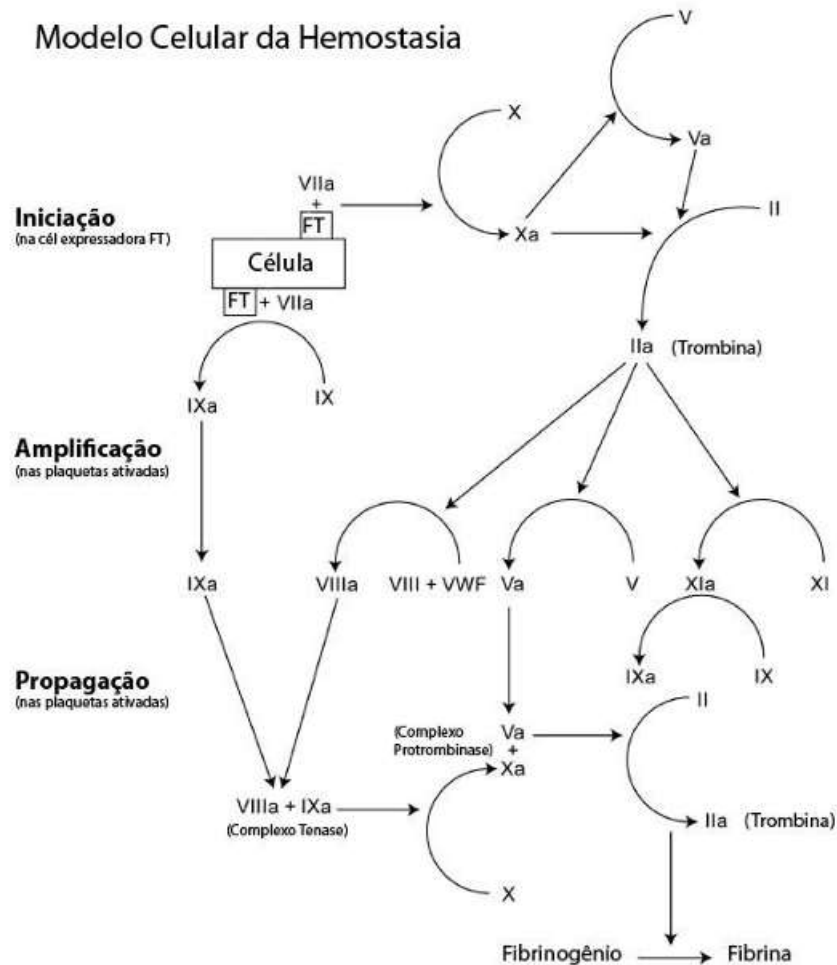 Modelo Celular da Hemostasia
V
X
Va
VIIa
+
FT
Iniciação
(na cél expressadora FT)
Xa
II
Célula
FT + VIIa
IIa (Trombina)
IXa
IX
Amplificação
(nas plaquetas ativadas)
IXa
VIIIa
VIII + VWF
Va
V
XIa
XI
IXa
IX
Propagação
(nas plaquetas ativadas)
II
(Complexo
Protrombinase)
Va
+
Xa
VIIIa + IXa
(Complexo Tenase)
IIa (Trombina)
X
Fibrinogênio
Fibrina